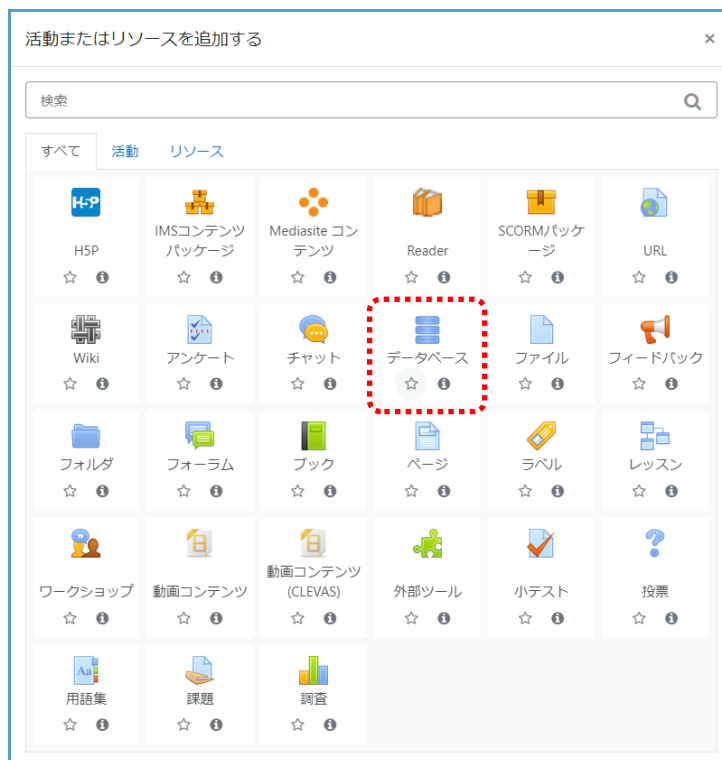 活動またはリソースを追加する ×
検索
すべて 活動 リソース
H5P
IMSコンテンツ
パッケージ
Mediasite コン
テンツ
Reader
SCORMパッケ
ージ
URL
Wiki
アンケート
チャット
データベース
ファイル
フィードバック
フォルダ
フォーラム
ブック
ページ
ラベル
レッスン
ワークショップ
動画コンテンツ
動画コンテンツ
(CLEVAS)
外部ツール
小テスト
投票
用語集
課題
調査